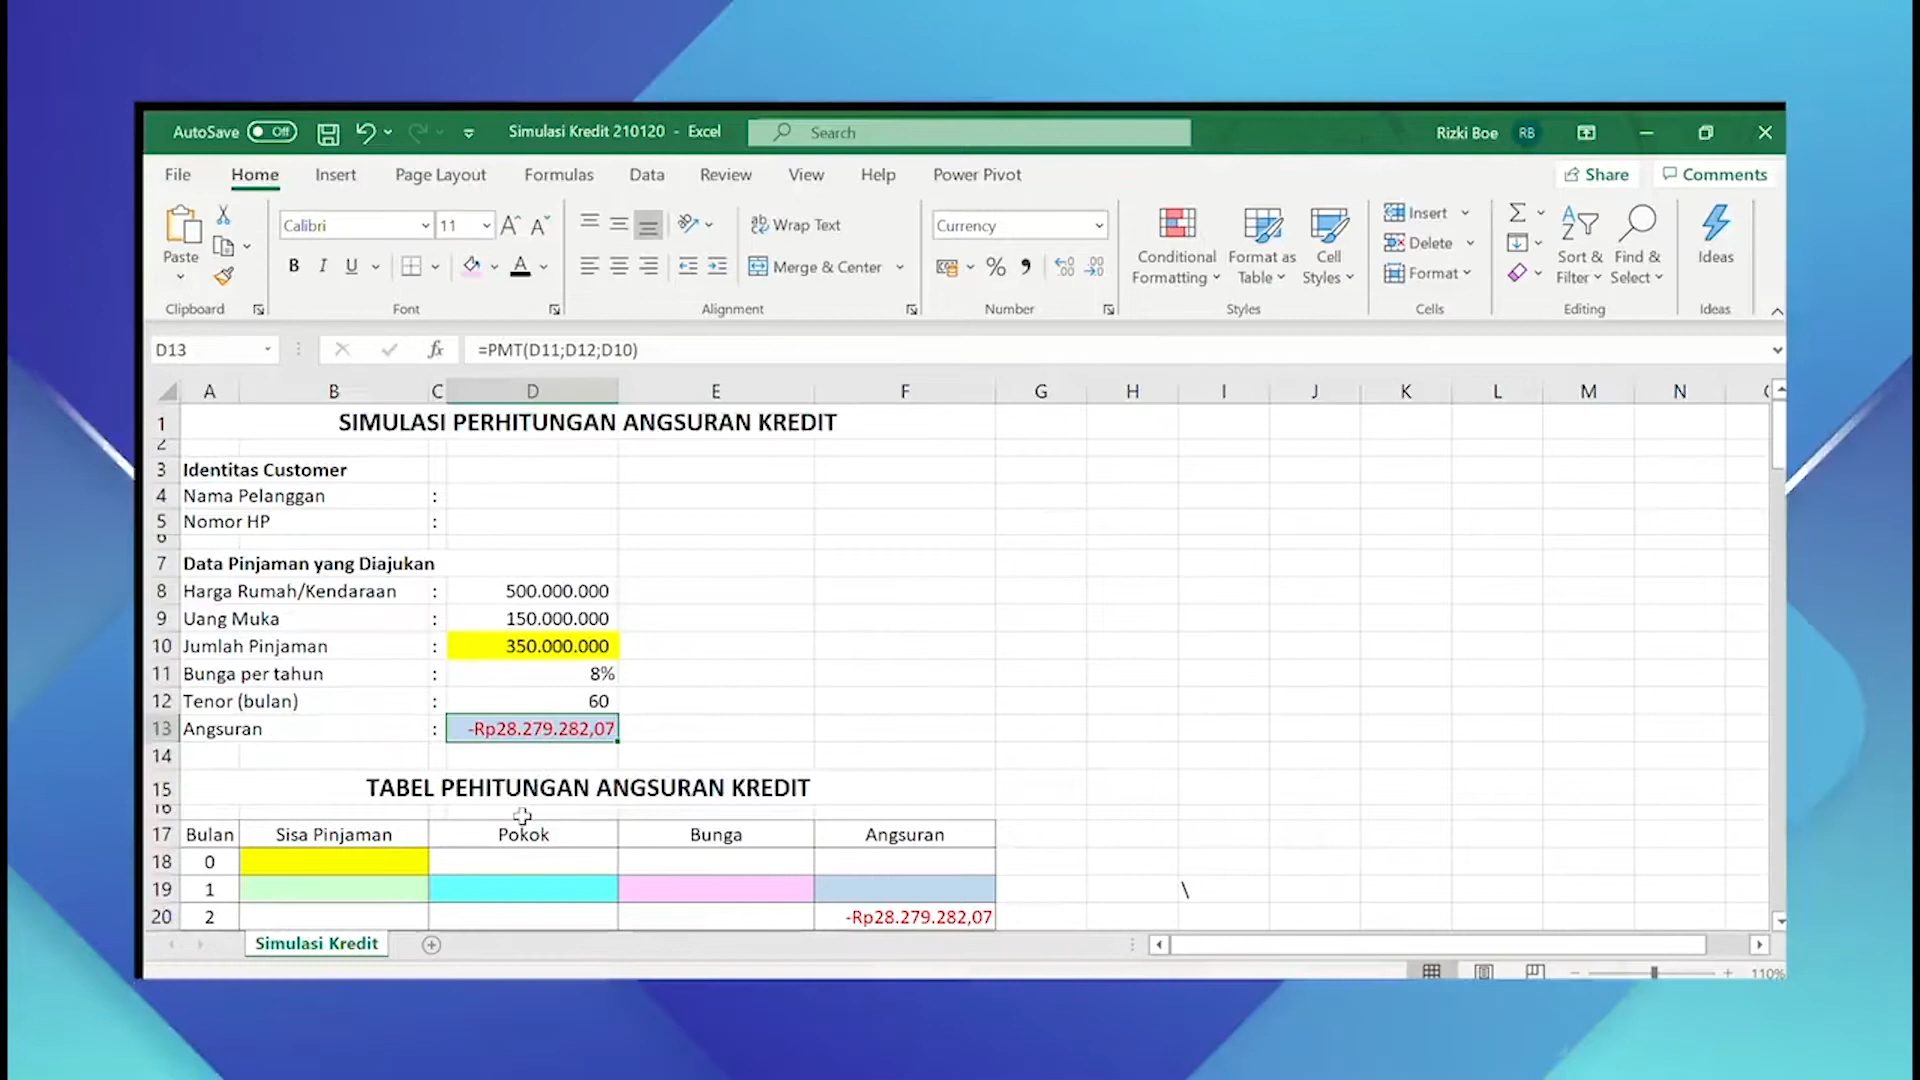 AutoSave Off Simulasi Kredit 210120 - Excel Search Rizki Boe RB
File Home Insert Page Layout Formulas Data Review View Help Power Pivot Share Comments
Paste
Clipboard
Calibri 11
B I U
Font
Wrap Text
Merge & Center
Alignment
Currency
% 
Number
Conditional Formatting
Format as Table
Cell Styles
Styles
Insert
Delete
Format
Cells
Sort & Filter
Find & Select
Editing
Ideas
Ideas
D13 fx =PMT(D11;D12;D10)
A B C D E F G H I J K L M N
1 SIMULASI PERHITUNGAN ANGSURAN KREDIT
2
3 Identitas Customer
4 Nama Pelanggan :
5 Nomor HP :
6
7 Data Pinjaman yang Diajukan
8 Harga Rumah/Kendaraan : 500.000.000
9 Uang Muka : 150.000.000
10 Jumlah Pinjaman : 350.000.000
11 Bunga per tahun : 8%
12 Tenor (bulan) : 60
13 Angsuran : -Rp28.279.282,07
14
15 TABEL PEHITUNGAN ANGSURAN KREDIT
16
17 Bulan Sisa Pinjaman Pokok Bunga Angsuran
18 0
19 1 \
20 2 -Rp28.279.282,07
Simulasi Kredit
110%